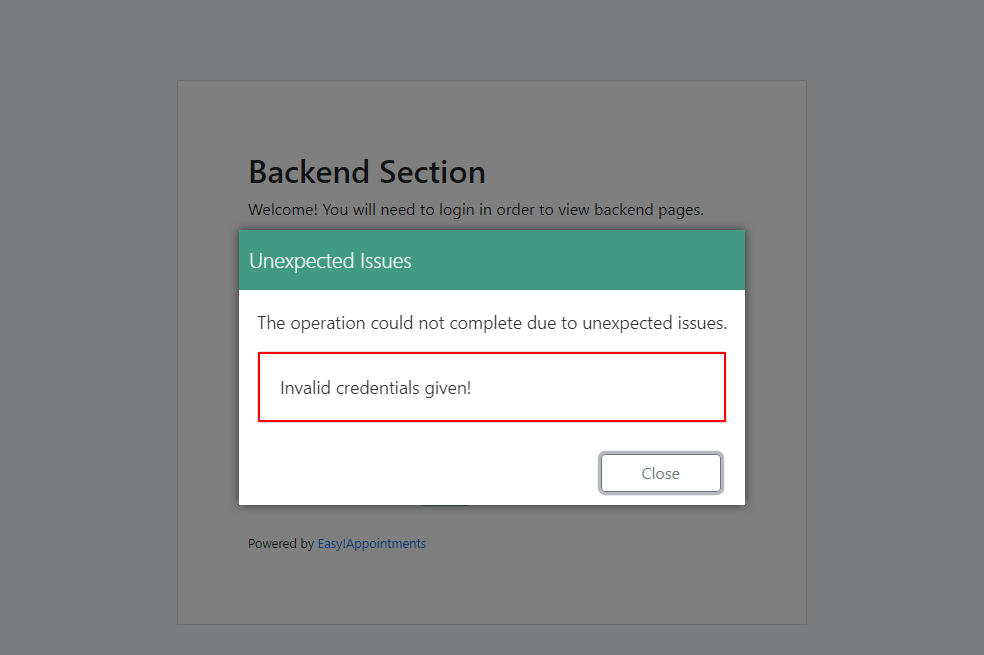 Backend Section
Welcome! You will need to login in order to view backend pages.
Unexpected Issues
The operation could not complete due to unexpected issues.
Invalid credentials given!
Close
Powered by Easy!Appointments